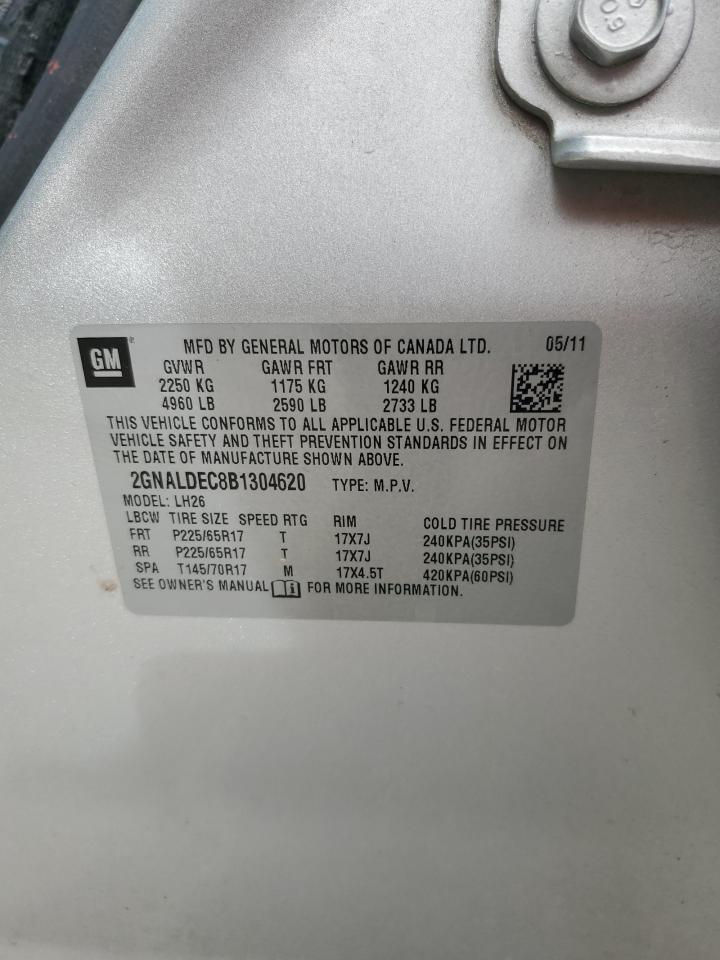 09
GM®
MFD BY GENERAL MOTORS OF CANADA LTD. 05/11
GVWR GAWR FRT GAWR RR
2250 KG 1175 KG 1240 KG
4960 LB 2590 LB 2733 LB
THIS VEHICLE CONFORMS TO ALL APPLICABLE U.S. FEDERAL MOTOR
VEHICLE SAFETY AND THEFT PREVENTION STANDARDS IN EFFECT ON
THE DATE OF MANUFACTURE SHOWN ABOVE.
2GNALDEC8B1304620 TYPE: M.P.V.
MODEL: LH26
LBCW TIRE SIZE SPEED RTG RIM COLD TIRE PRESSURE
FRT P225/65R17 T 17X7J 240KPA(35PSI)
RR P225/65R17 T 17X7J 240KPA(35PSI)
SPA T145/70R17 M 17X4.5T 420KPA(60PSI)
SEE OWNER'S MANUAL FOR MORE INFORMATION.